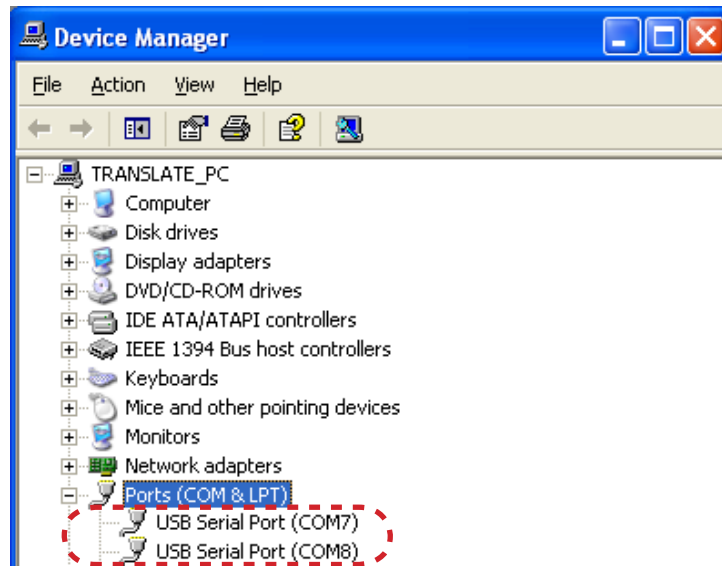 Device Manager
File Action View Help
TRANSLATE_PC
Computer
Disk drives
Display adapters
DVD/CD-ROM drives
IDE ATA/ATAPI controllers
IEEE 1394 Bus host controllers
Keyboards
Mice and other pointing devices
Monitors
Network adapters
Ports (COM & LPT)
USB Serial Port (COM7)
USB Serial Port (COM8)